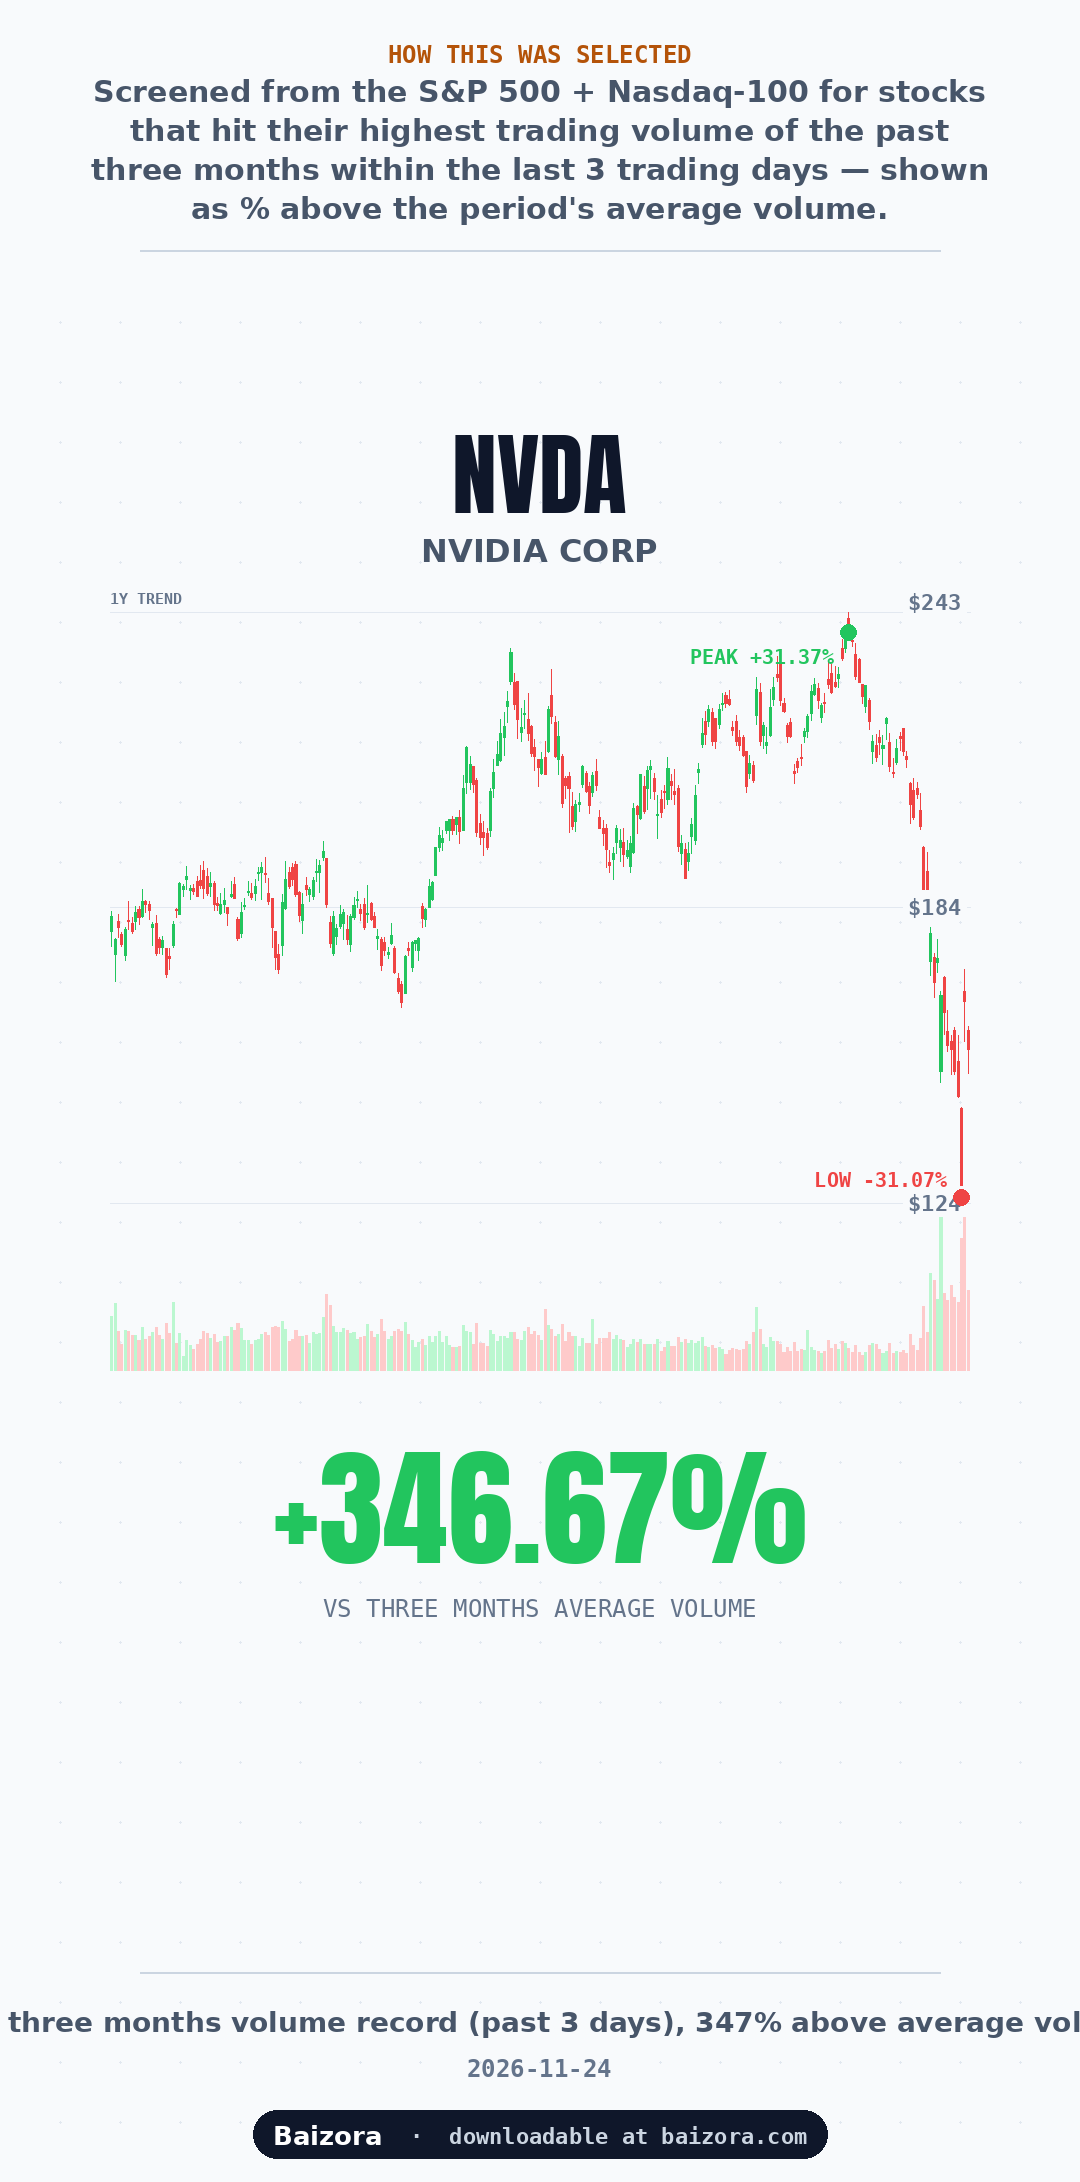 HOW THIS WAS SELECTED
Screened from the S&P 500 + Nasdaq-100 for stocks
that hit their highest trading volume of the past
three months within the last 3 trading days — shown
as % above the period's average volume.
NVDA
NVIDIA CORP
1Y TREND
$243
PEAK +31.37%
$184
LOW -31.07%
$124
+346.67%
VS THREE MONTHS AVERAGE VOLUME
three months volume record (past 3 days), 347% above average vol
2026-11-24
Baizora · downloadable at baizora.com